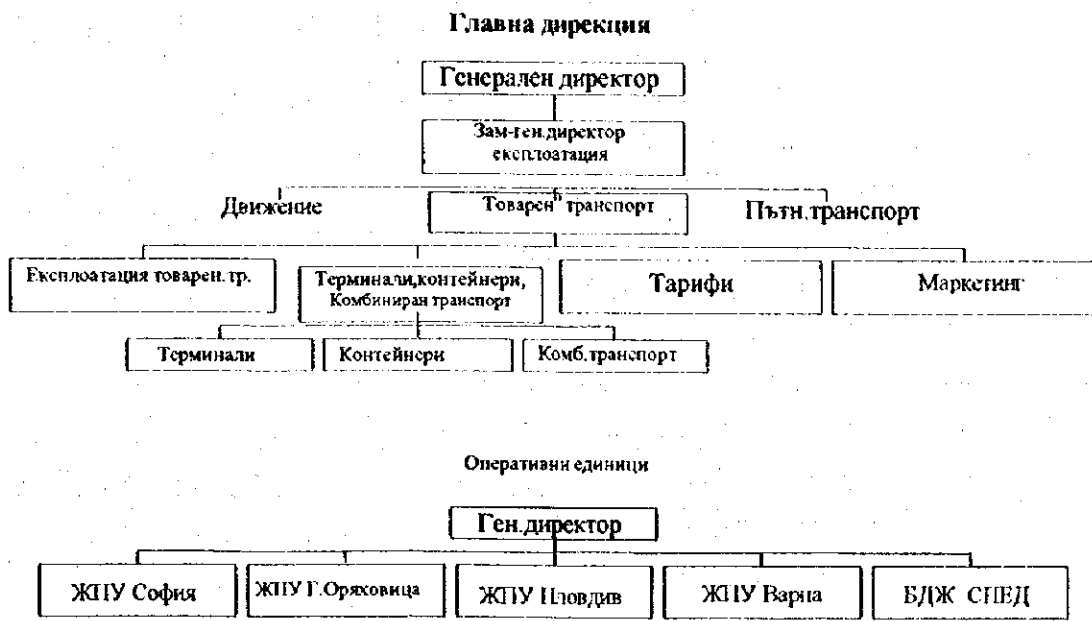 Главна дирекция
Генерален директор
Зам-ген.директор
експлоатация
Движение
Товарен транспорт
Пътн.транспорт
Експлоатация товарен.тр.
Терминали,контейнери,
Комбиниран транспорт
Тарифи
Маркетинг
Терминали
Контейнери
Комб.транспорт
Оперативни единици
Ген.директор
ЖПУ София
ЖПУ Г.Оряховица
ЖПУ Пловдив
ЖПУ Варна
БДЖ СПЕД